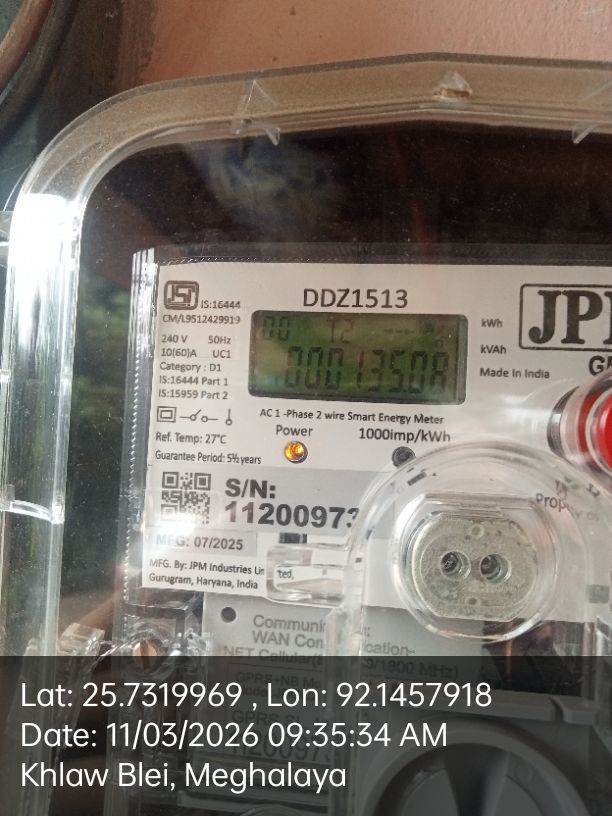 IS:16444
CM/L9512429919
DDZ1513
240 V 50Hz
10(60)A UC1
Category : D1
IS:16444 Part 1
IS:15959 Part 2
000135.08
kWh
kVAh
JP
Made In India
AC 1 -Phase 2 wire Smart Energy Meter
Ref. Temp: 27°C
Power
1000imp/kWh
Guarantee Period: 5½ years
S/N:
11200973
MFG: 07/2025
MFG. By: JPM Industries
Gurugram, Haryana, India
WAN
Lat: 25.7319969 , Lon: 92.1457918
Date: 11/03/2026 09:35:34 AM
Khlaw Blei, Meghalaya